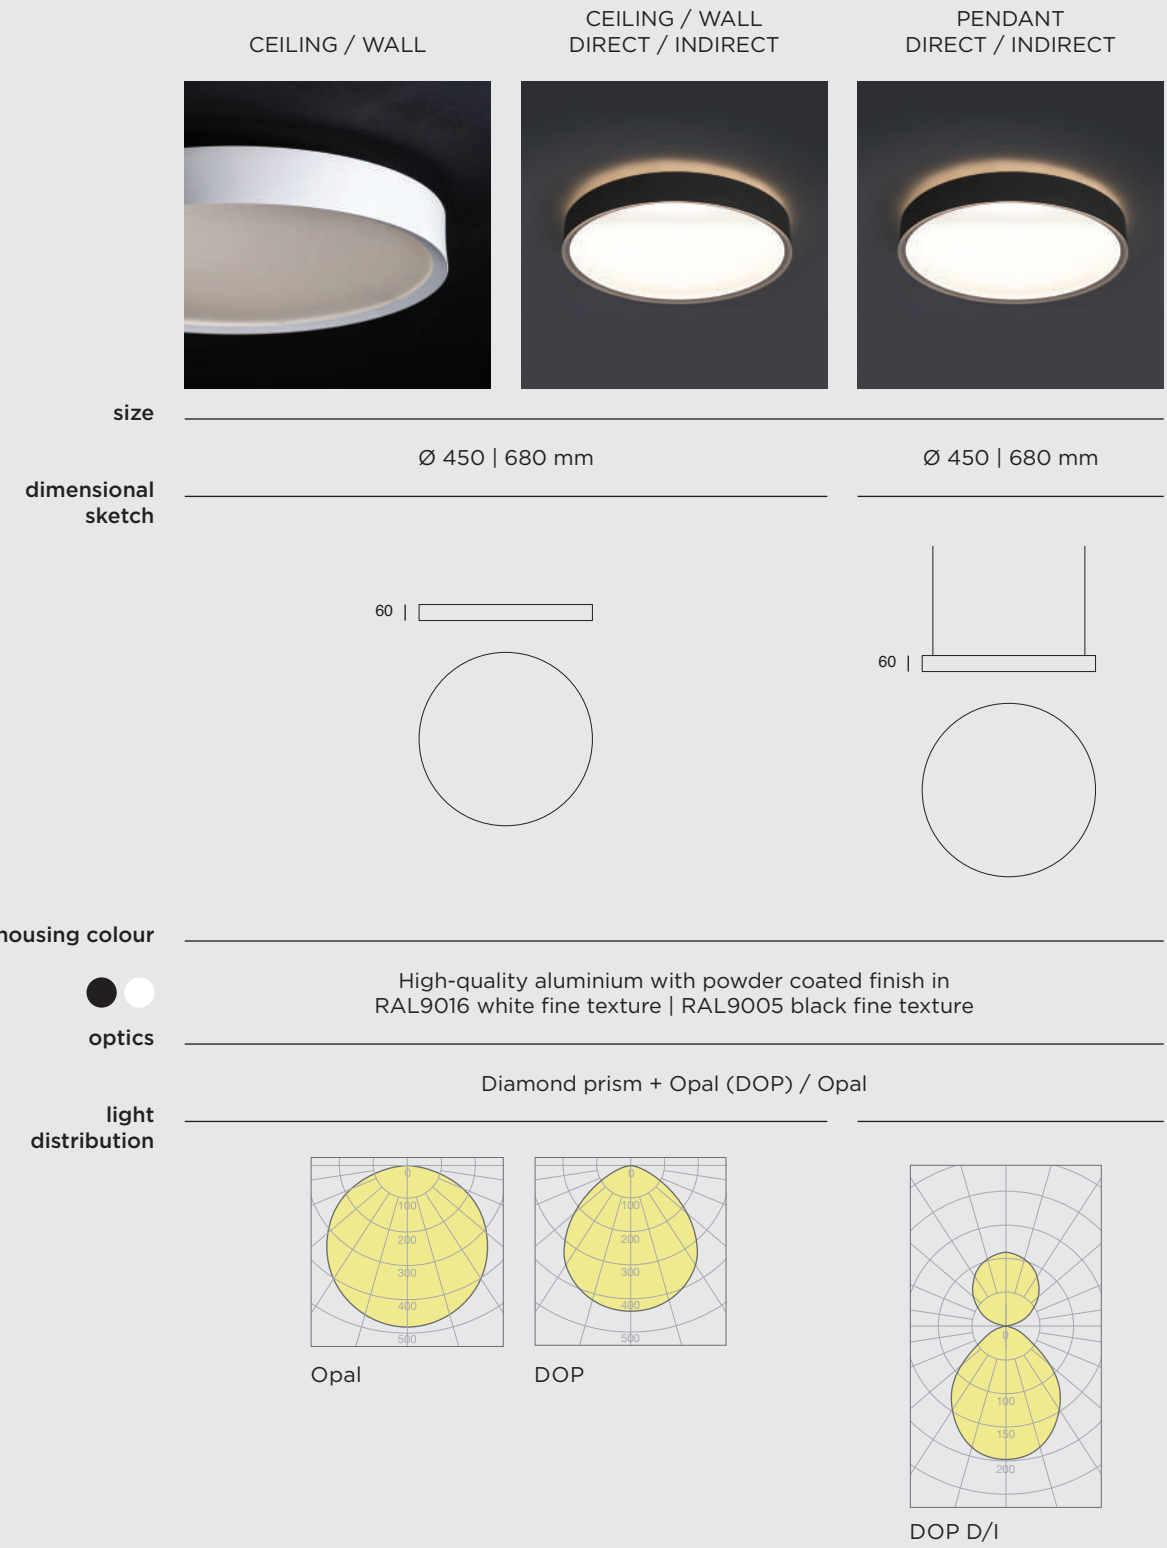 CEILING / WALL
CEILING / WALL
DIRECT / INDIRECT
PENDANT
DIRECT / INDIRECT
size
Ø 450 | 680 mm
Ø 450 | 680 mm
dimensional
sketch
60
60
housing colour
High-quality aluminium with powder coated finish in
RAL9016 white fine texture | RAL9005 black fine texture
optics
Diamond prism + Opal (DOP) / Opal
light
distribution
0
100
200
300
400
500
Opal
0
100
200
300
400
500
DOP
0
100
150
200
DOP D/I